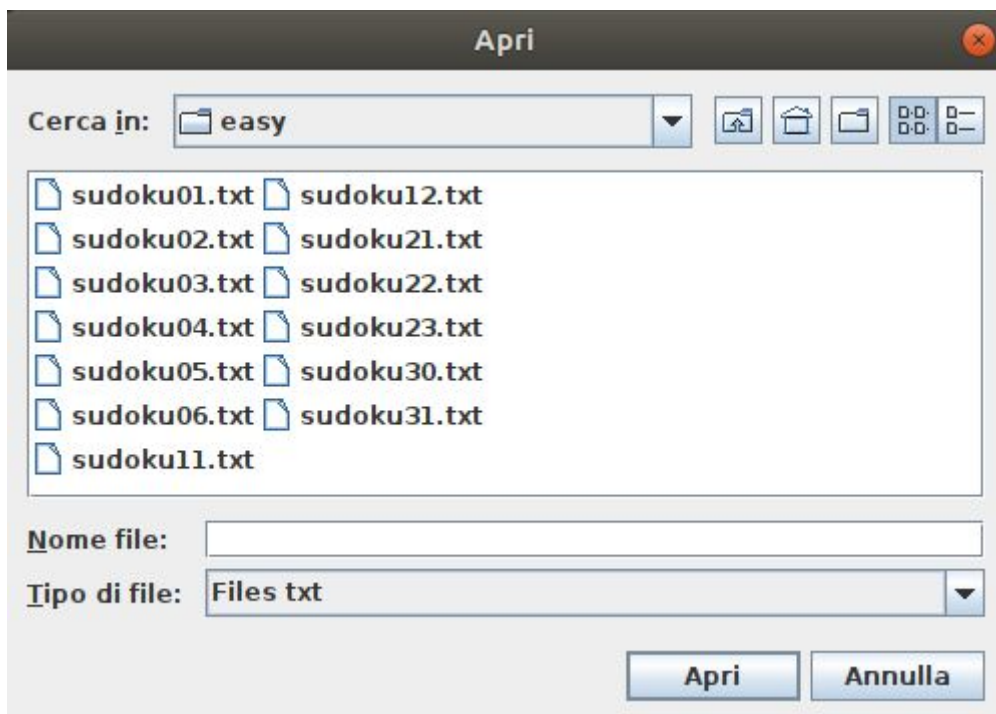 Apri
Cerca in: easy
sudoku01.txt sudoku12.txt
sudoku02.txt sudoku21.txt
sudoku03.txt sudoku22.txt
sudoku04.txt sudoku23.txt
sudoku05.txt sudoku30.txt
sudoku06.txt sudoku31.txt
sudoku11.txt
Nome file:
Tipo di file: Files txt
Apri Annulla